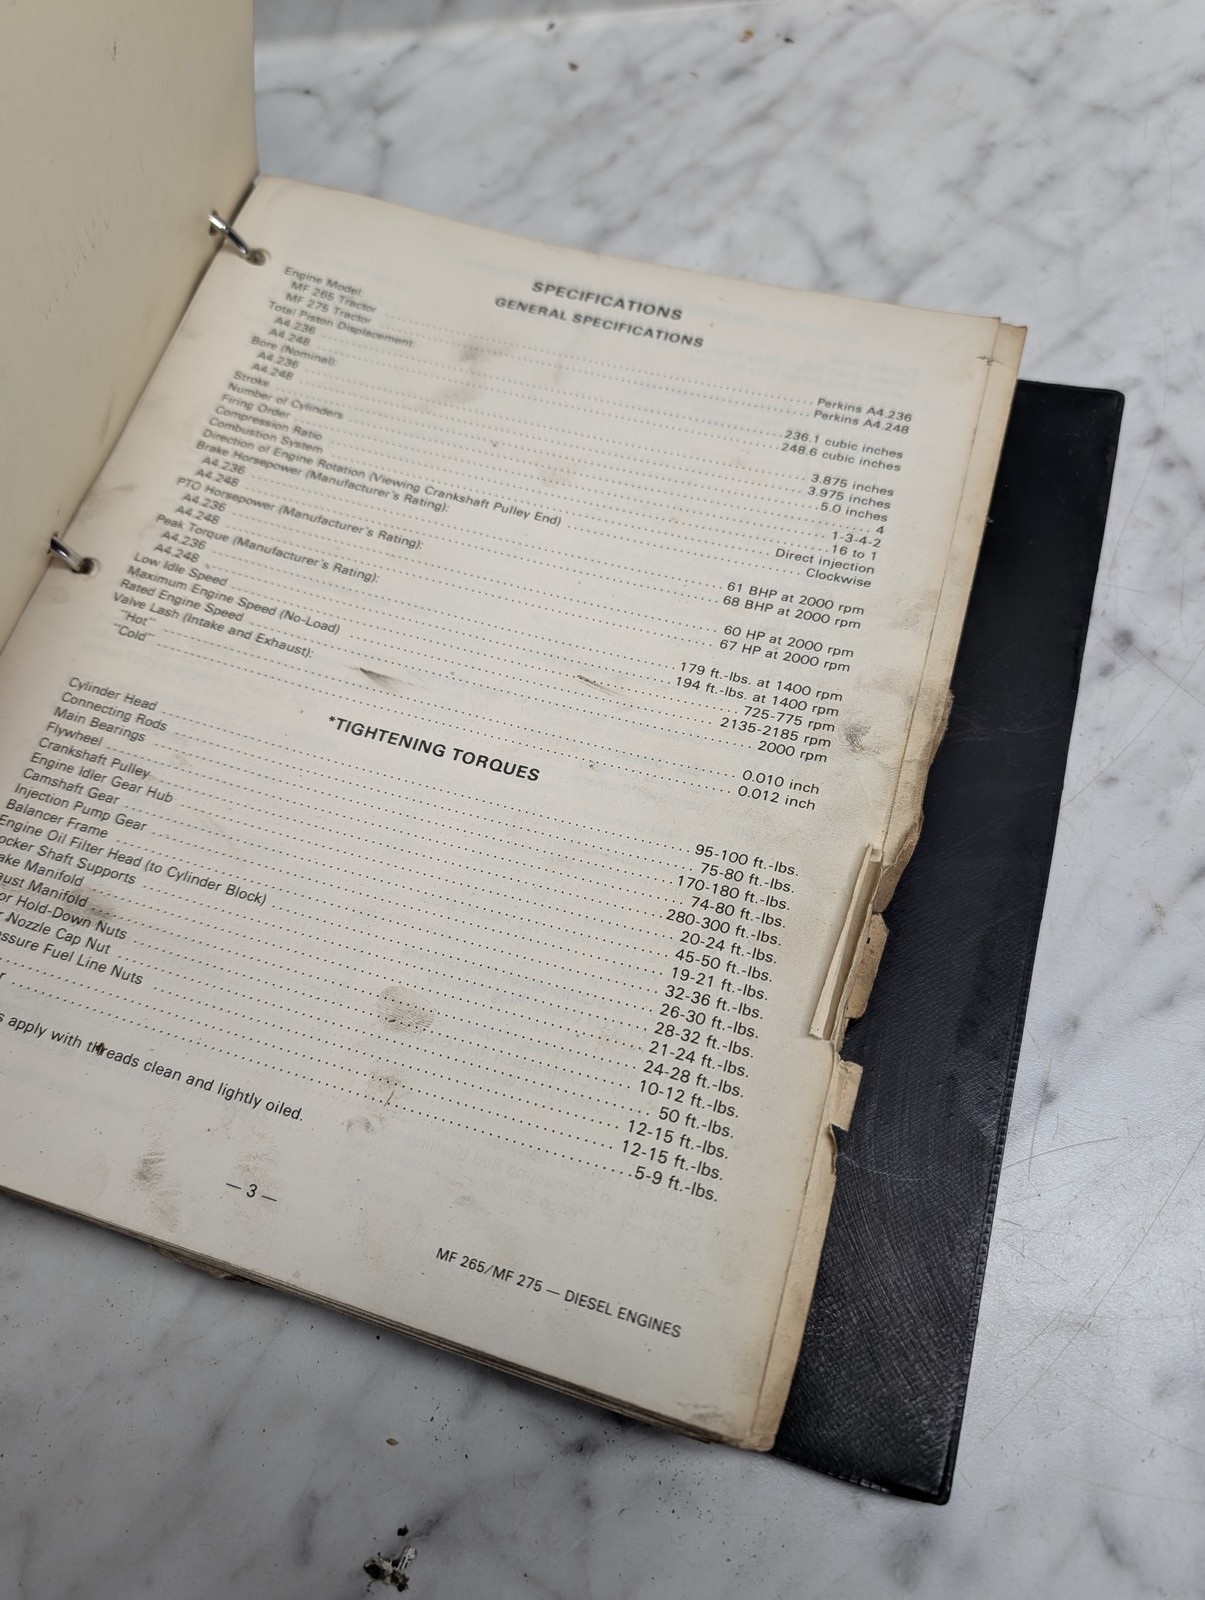 SPECIFICATIONS
GENERAL SPECIFICATIONS
Engine Model
MF 265 Tractor ... Perkins A4.236
MF 275 Tractor ... Perkins A4.248
Total Piston Displacement
A4.236 ... 236.1 cubic inches
A4.248 ... 248.6 cubic inches
Bore (Nominal)
A4.236 ... 3.875 inches
A4.248 ... 3.975 inches
Stroke ... 5.0 inches
Number of Cylinders ... 4
Firing Order ... 1-3-4-2
Compression Ratio ... 16 to 1
Combustion System ... Direct injection
Direction of Engine Rotation (Viewing Crankshaft Pulley End) ... Clockwise
Brake Horsepower (Manufacturer's Rating):
A4.236 ... 61 BHP at 2000 rpm
A4.248 ... 68 BHP at 2000 rpm
PTO Horsepower (Manufacturer's Rating):
A4.236 ... 60 HP at 2000 rpm
A4.248 ... 67 HP at 2000 rpm
Peak Torque (Manufacturer's Rating):
A4.236 ... 179 ft.-lbs. at 1400 rpm
A4.248 ... 194 ft.-lbs. at 1400 rpm
Low Idle Speed ... 725-775 rpm
Maximum Engine Speed (No-Load) ... 2135-2185 rpm
Rated Engine Speed ... 2000 rpm
Valve Lash (Intake and Exhaust):
"Hot" ... 0.010 inch
"Cold" ... 0.012 inch
*TIGHTENING TORQUES
Cylinder Head ... 95-100 ft.-lbs.
Connecting Rods ... 75-80 ft.-lbs.
Main Bearings ... 170-180 ft.-lbs.
Flywheel ... 74-80 ft.-lbs.
Crankshaft Pulley ... 280-300 ft.-lbs.
Engine Idler Gear Hub ... 20-24 ft.-lbs.
Camshaft Gear ... 45-50 ft.-lbs.
Injection Pump Gear ... 19-21 ft.-lbs.
Balancer Frame ... 32-36 ft.-lbs.
Engine Oil Filter Head (to Cylinder Block) ... 26-30 ft.-lbs.
ocker Shaft Supports ... 28-32 ft.-lbs.
ake Manifold ... 21-24 ft.-lbs.
aust Manifold ... 24-28 ft.-lbs.
or Hold-Down Nuts ... 10-12 ft.-lbs.
r Nozzle Cap Nut ... 50 ft.-lbs.
essure Fuel Line Nuts ... 12-15 ft.-lbs.
... 12-15 ft.-lbs.
r ... 5-9 ft.-lbs.
s apply with threads clean and lightly oiled.
— 3 —
MF 265/MF 275 — DIESEL ENGINES